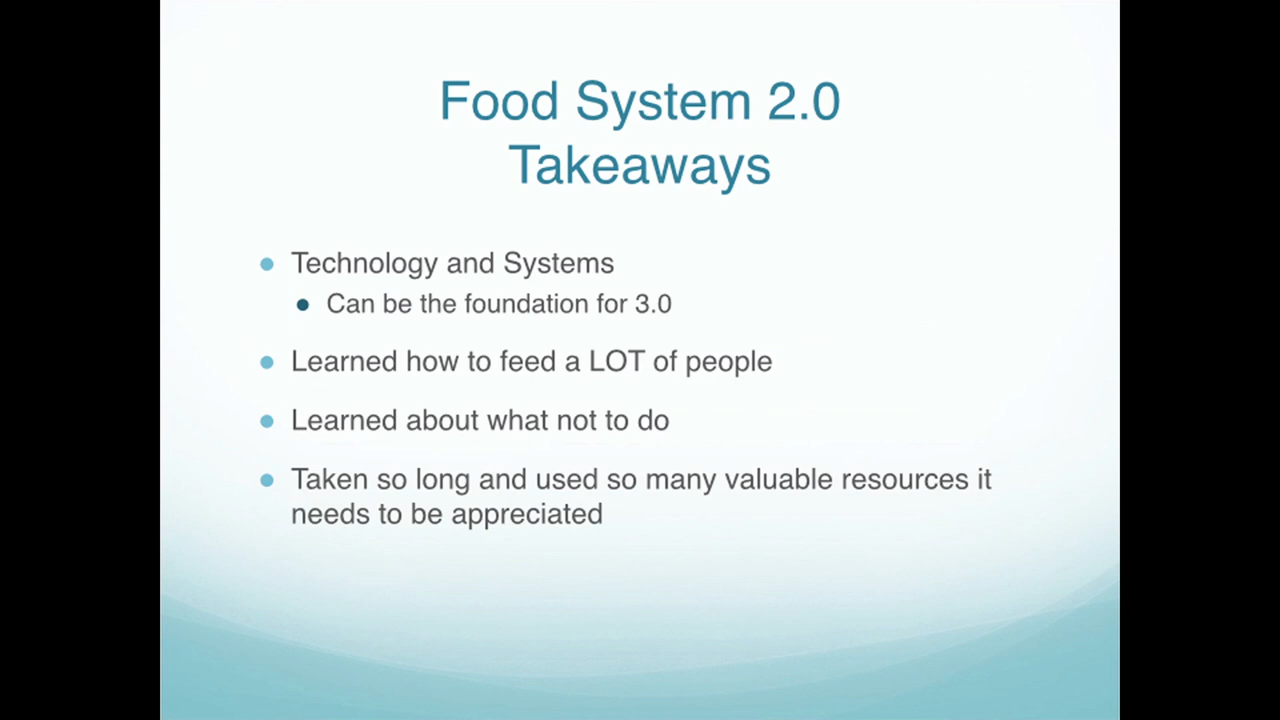 Food System 2.0
Takeaways
Technology and Systems
Can be the foundation for 3.0
Learned how to feed a LOT of people
Learned about what not to do
Taken so long and used so many valuable resources it
needs to be appreciated